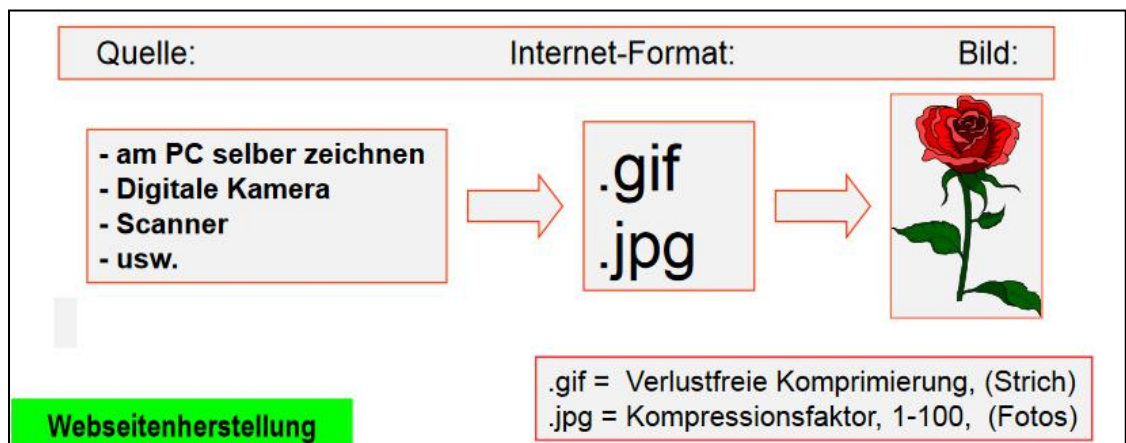 Quelle: Internet-Format: Bild:
- am PC selber zeichnen
- Digitale Kamera
- Scanner
- usw.
.gif
.jpg
.gif = Verlustfreie Komprimierung, (Strich)
.jpg = Kompressionsfaktor, 1-100, (Fotos)
Webseitenherstellung